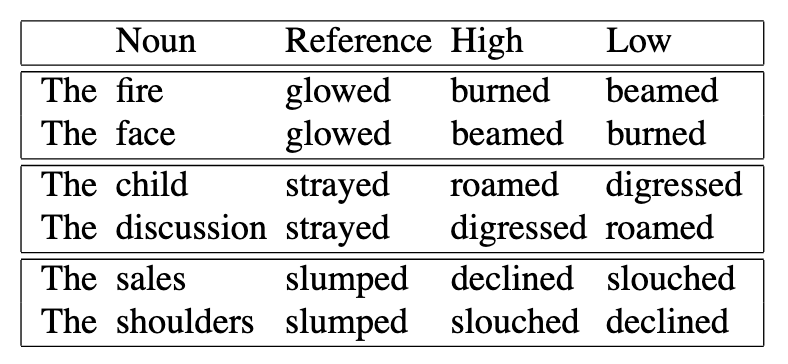 Noun Reference High Low
The fire glowed burned beamed
The face glowed beamed burned
The child strayed roamed digressed
The discussion strayed digressed roamed
The sales slumped declined slouched
The shoulders slumped slouched declined